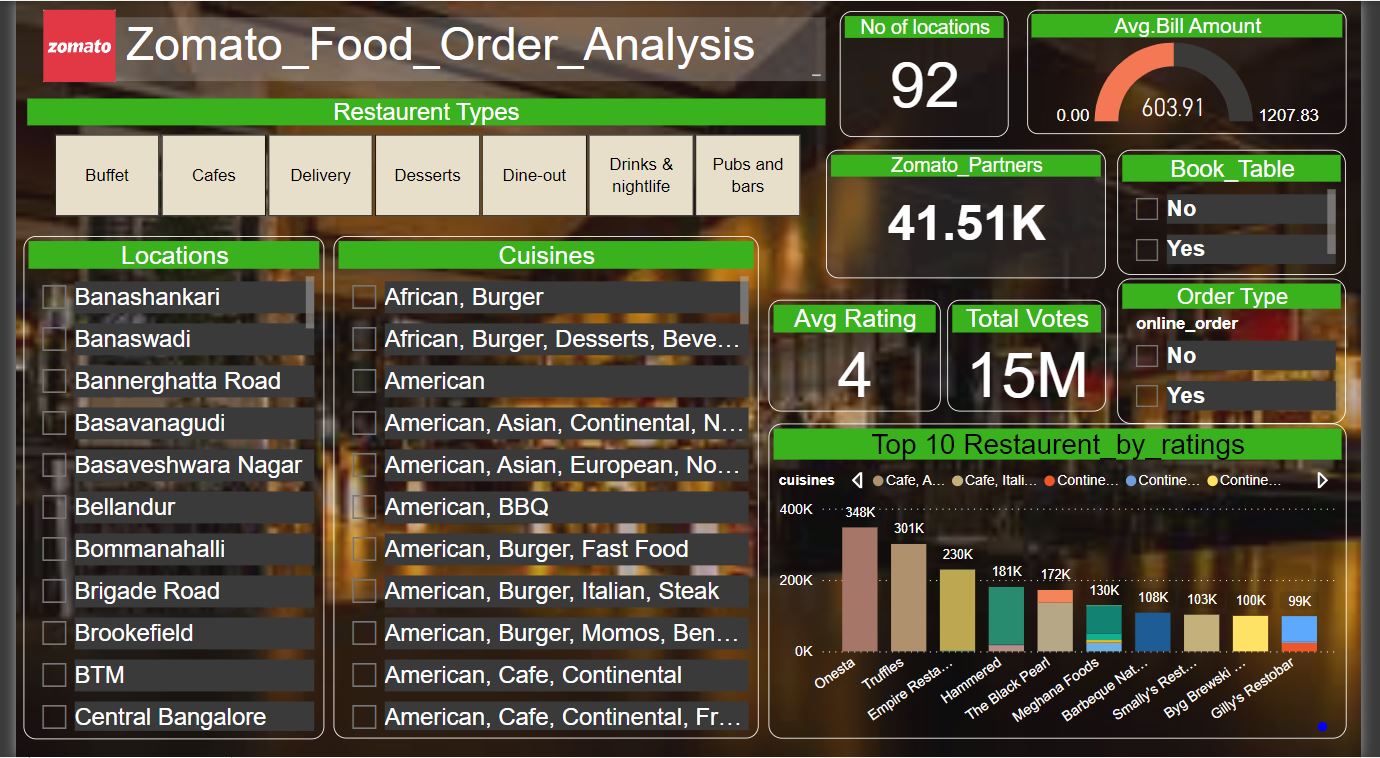 zomato
Zomato_Food_Order_Analysis
No of locations
92
Avg.Bill Amount
0.00
603.91
1207.83
Restaurent Types
Buffet
Cafes
Delivery
Desserts
Dine-out
Drinks &
nightlife
Pubs and
bars
Zomato_Partners
41.51K
Book_Table
No
Yes
Locations
Banashankari
Banaswadi
Bannerghatta Road
Basavanagudi
Basaveshwara Nagar
Bellandur
Bommanahalli
Brigade Road
Brookefield
BTM
Central Bangalore
Cuisines
African, Burger
African, Burger, Desserts, Beve...
American
American, Asian, Continental, N...
American, Asian, European, No...
American, BBQ
American, Burger, Fast Food
American, Burger, Italian, Steak
American, Burger, Momos, Ben...
American, Cafe, Continental
American, Cafe, Continental, Fr...
Avg Rating
4
Total Votes
15M
Order Type
online_order
No
Yes
Top 10 Restaurent_by_ratings
cuisines Cafe, A... Cafe, Itali... Contine... Contine... Contine...
400K
200K
0K
348K
301K
230K
181K
172K
130K
108K
103K
100K
99K
Onesta
Truffles
Empire Resta...
Hammered
The Black Pearl
Meghana Foods
Barbeque Nat...
Smally's Rest...
Byg Brewski ...
Gilly's Restobar